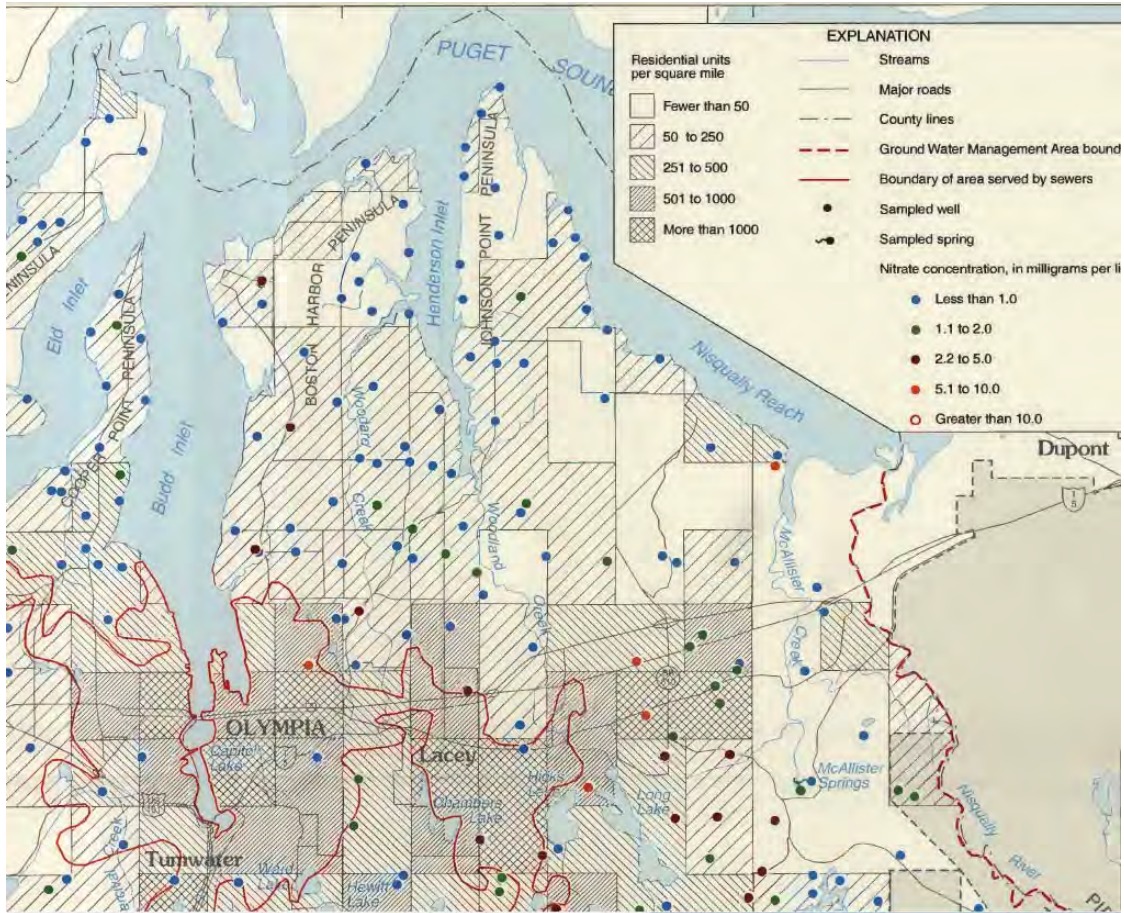 PUGET SOUND
EXPLANATION
Residential units
per square mile
Fewer than 50
50 to 250
251 to 500
501 to 1000
More than 1000
Streams
Major roads
County lines
Ground Water Management Area bound
Boundary of area served by sewers
Sampled well
Sampled spring
Nitrate concentration, in milligrams per li
Less than 1.0
1.1 to 2.0
2.2 to 5.0
5.1 to 10.0
Greater than 10.0
PENINSULA
Eld Inlet
COOPER POINT PENINSULA
Budd Inlet
BOSTON HARBOR PENINSULA
Henderson Inlet
JOHNSON POINT PENINSULA
Nisqually Reach
Dupont
Woodard Creek
Woodland Creek
McAllister Creek
OLYMPIA
Capitol Lake
Lacey
Chambers Lake
Hicks Lake
Long Lake
McAllister Springs
Nisqually River
Tumwater
Ward Lake
Hewitt Lake
Creek